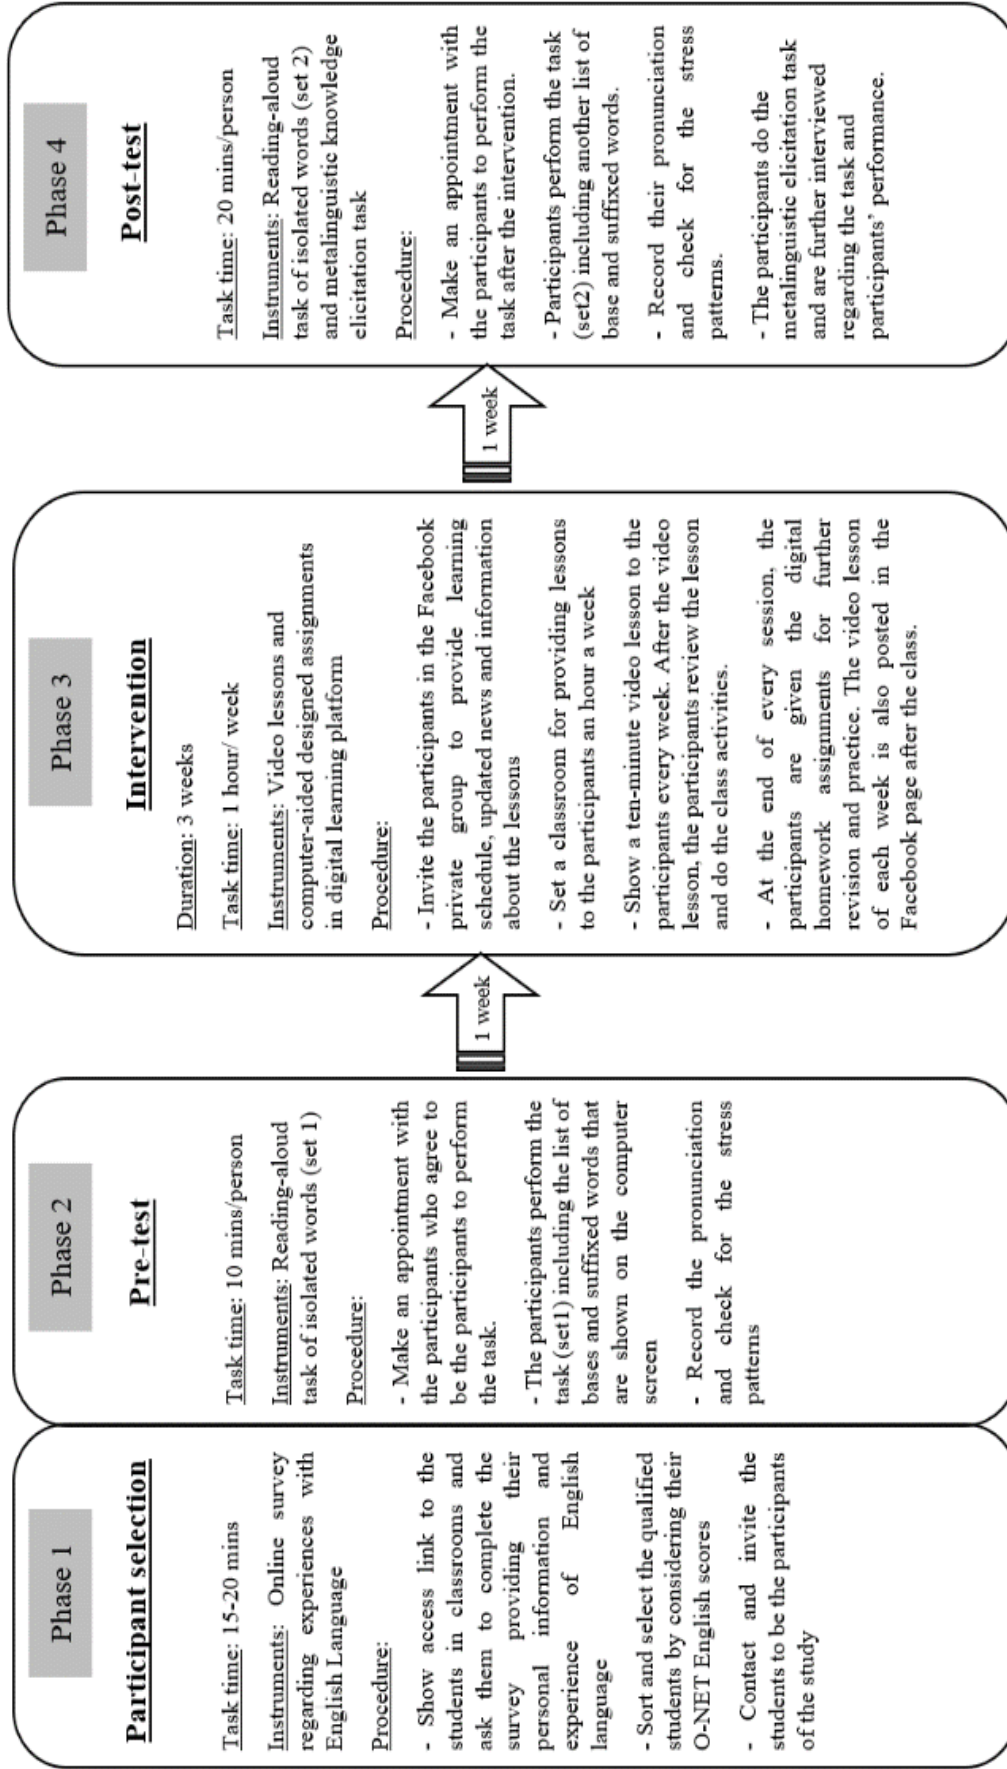 Phase 1
Participant selection
Task time: 15-20 mins
Instruments: Online survey
regarding experiences with
English Language
Procedure:
- Show access link to the
students in classrooms and
ask them to complete the
survey providing their
personal information and
experience of English
language
- Sort and select the qualified
students by considering their
O-NET English scores
- Contact and invite the
students to be the participants
of the study
Phase 2
Pre-test
Task time: 10 mins/person
Instruments: Reading-aloud
task of isolated words (set 1)
Procedure:
- Make an appointment with
the participants who agree to
be the participants to perform
the task.
- The participants perform the
task (set1) including the list of
bases and suffixed words that
are shown on the computer
screen
- Record the pronunciation
and check for the stress
patterns
1 week
Phase 3
Intervention
Duration: 3 weeks
Task time: 1 hour/ week
Instruments: Video lessons and
computer-aided designed assignments
in digital learning platform
Procedure:
- Invite the participants in the Facebook
private group to provide learning
schedule, updated news and information
about the lessons
- Set a classroom for providing lessons
to the participants an hour a week
- Show a ten-minute video lesson to the
participants every week. After the video
lesson, the participants review the lesson
and do the class activities.
- At the end of every session, the
participants are given the digital
homework assignments for further
revision and practice. The video lesson
of each week is also posted in the
Facebook page after the class.
1 week
Phase 4
Post-test
Task time: 20 mins/person
Instruments: Reading-aloud
task of isolated words (set 2)
and metalinguistic knowledge
elicitation task
Procedure:
- Make an appointment with
the participants to perform the
task after the intervention.
- Participants perform the task
(set2) including another list of
base and suffixed words.
- Record their pronunciation
and check for the stress
patterns.
- The participants do the
metalinguistic elicitation task
and are further interviewed
regarding the task and
participants' performance.